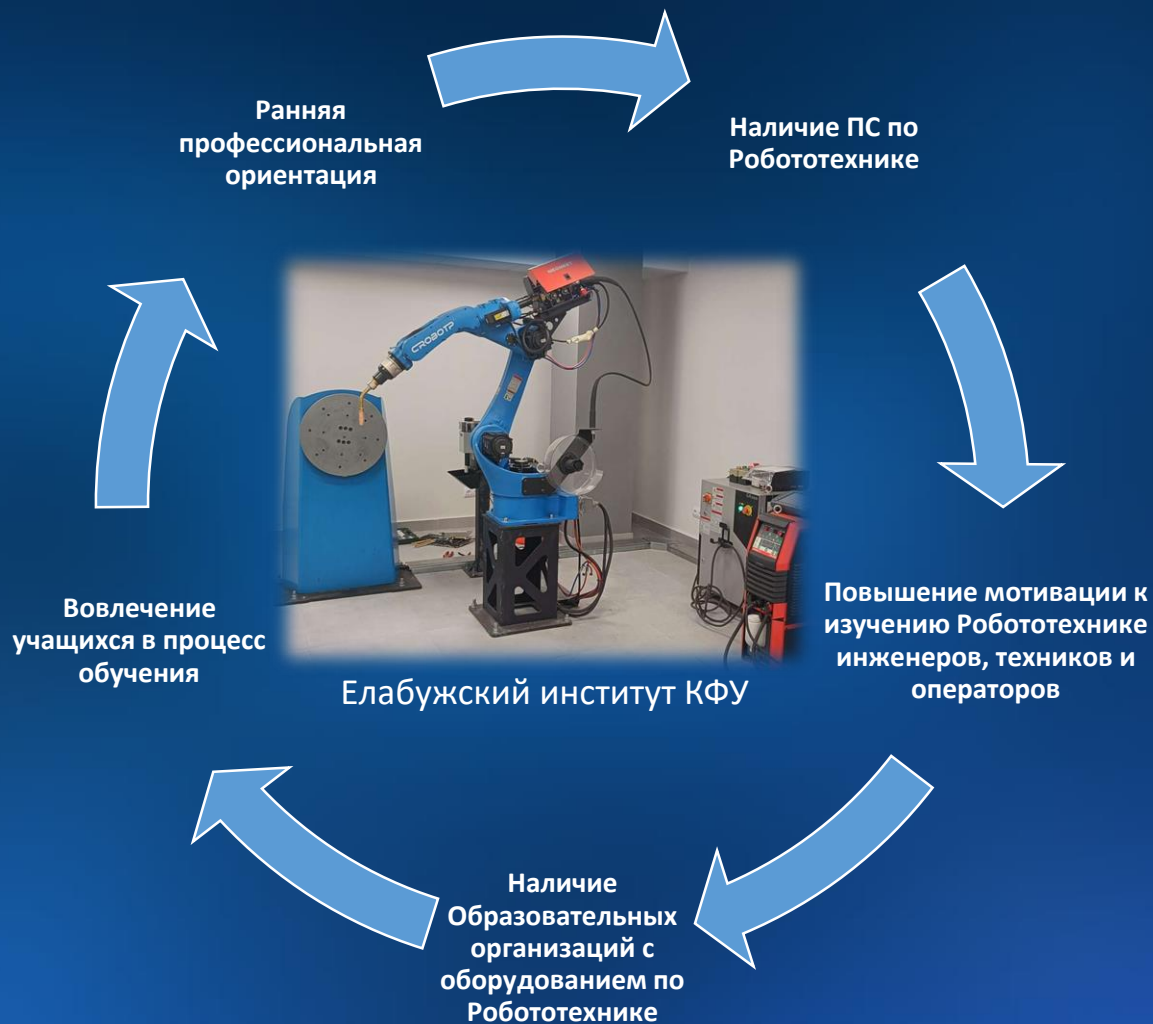 Ранняя
профессиональная
ориентация
Наличие ПС по
Робототехнике
CROBOTP
Повышение мотивации к
изучению Робототехнике
инженеров, техников и
операторов
Вовлечение
учащихся в процесс
обучения
Елабужский институт КФУ
Наличие
Образовательных
организаций с
оборудованием по
Робототехнике